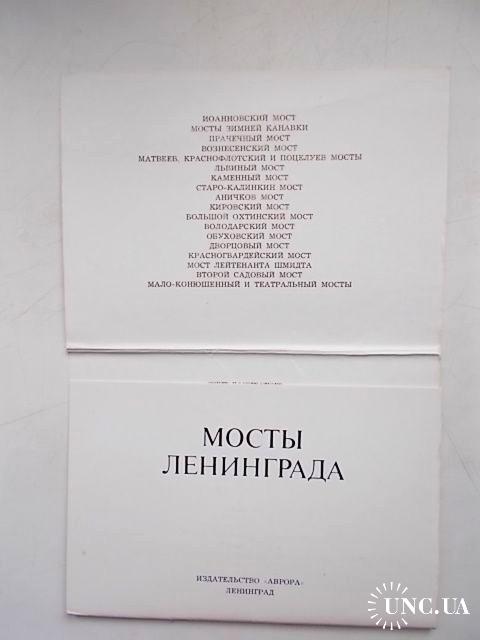 ИОАННОВСКИЙ МОСТ
МОСТЫ ЗИМНЕЙ КАНАВКИ
ПРАЧЕЧНЫЙ МОСТ
ВОЗНЕСЕНСКИЙ МОСТ
МАТВЕЕВ, КРАСНОФЛОТСКИЙ И ПОЦЕЛУЕВ МОСТЫ
ЛЬВИНЫЙ МОСТ
КАМЕННЫЙ МОСТ
СТАРО-КАЛИНКИН МОСТ
АНИЧКОВ МОСТ
КИРОВСКИЙ МОСТ
БОЛЬШОЙ ОХТИНСКИЙ МОСТ
ВОЛОДАРСКИЙ МОСТ
ОБУХОВСКИЙ МОСТ
ДВОРЦОВЫЙ МОСТ
КРАСНОГВАРДЕЙСКИЙ МОСТ
МОСТ ЛЕЙТЕНАНТА ШМИДТА
ВТОРОЙ САДОВЫЙ МОСТ
МАЛО-КОНЮШЕННЫЙ И ТЕАТРАЛЬНЫЙ МОСТЫ
МОСТЫ
ЛЕНИНГРАДА
ИЗДАТЕЛЬСТВО «АВРОРА»
ЛЕНИНГРАД
UNC.UA